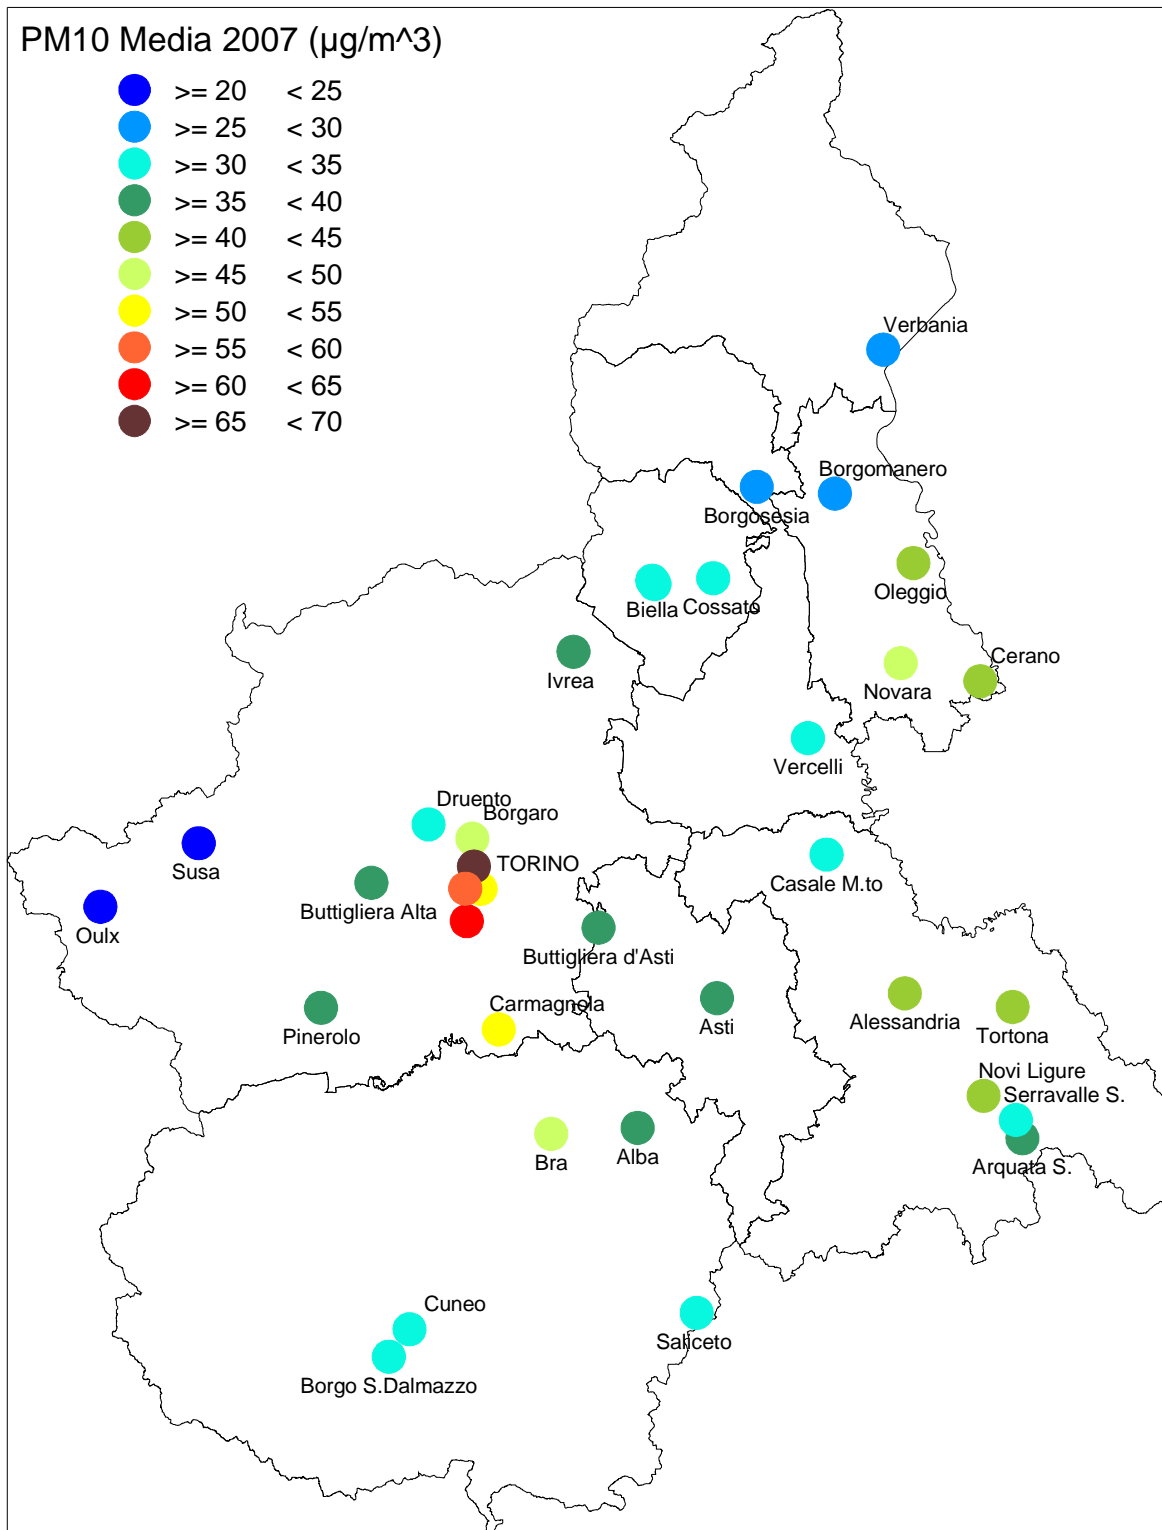 PM10 Media 2007 (µg/m^3)
>= 20 < 25
>= 25 < 30
>= 30 < 35
>= 35 < 40
>= 40 < 45
>= 45 < 50
>= 50 < 55
>= 55 < 60
>= 60 < 65
>= 65 < 70
Verbania
Borgomanero
Borgosesia
Oleggio
Biella
Cossato
Cerano
Ivrea
Novara
Vercelli
Druento
Borgaro
TORINO
Susa
Casale M.to
Buttigliera Alta
Oulx
Buttigliera d'Asti
Carmagnola
Pinerolo
Asti
Alessandria
Tortona
Novi Ligure
Serravalle S.
Bra
Alba
Arquata S.
Cuneo
Saliceto
Borgo S.Dalmazzo